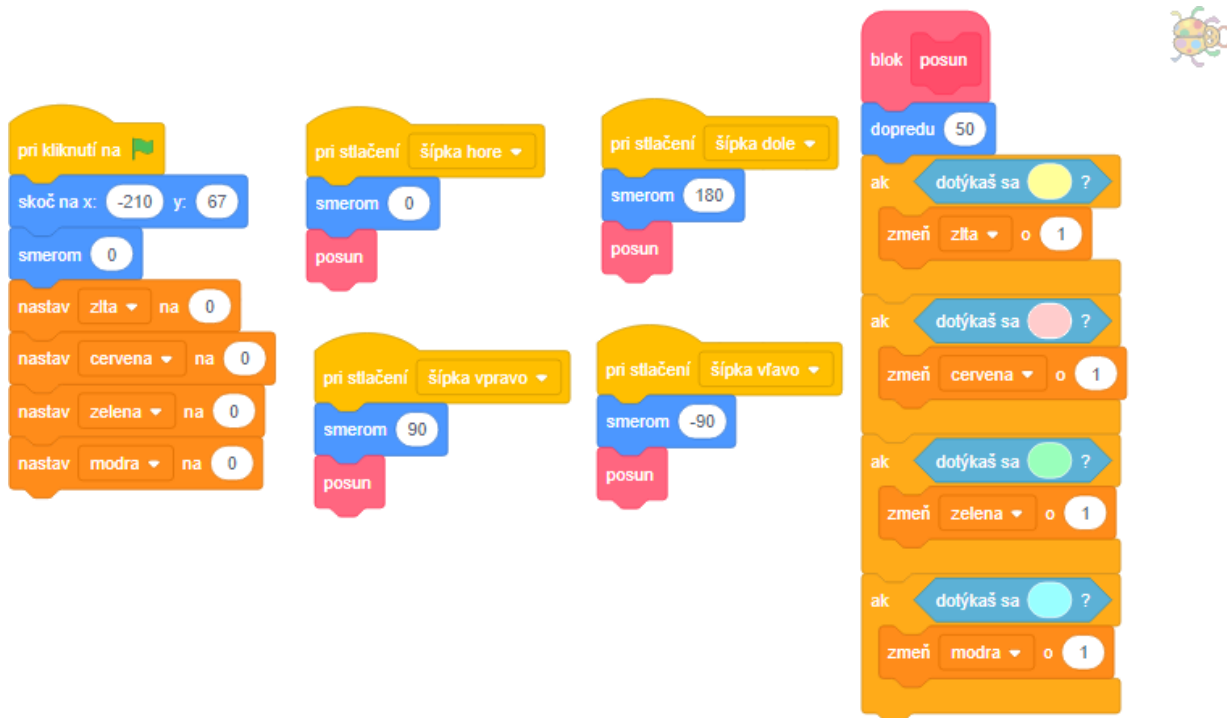 pri kliknutí na
skoč na x: -210 y: 67
smerom 0
nastav zlta na 0
nastav cervena na 0
nastav zelena na 0
nastav modra na 0
pri stlačení šípka hore
smerom 0
posun
pri stlačení šípka dole
smerom 180
posun
pri stlačení šípka vpravo
smerom 90
posun
pri stlačení šípka vľavo
smerom -90
posun
blok posun
dopredu 50
ak dotýkaš sa ?
zmeň zlta o 1
ak dotýkaš sa ?
zmeň cervena o 1
ak dotýkaš sa ?
zmeň zelena o 1
ak dotýkaš sa ?
zmeň modra o 1